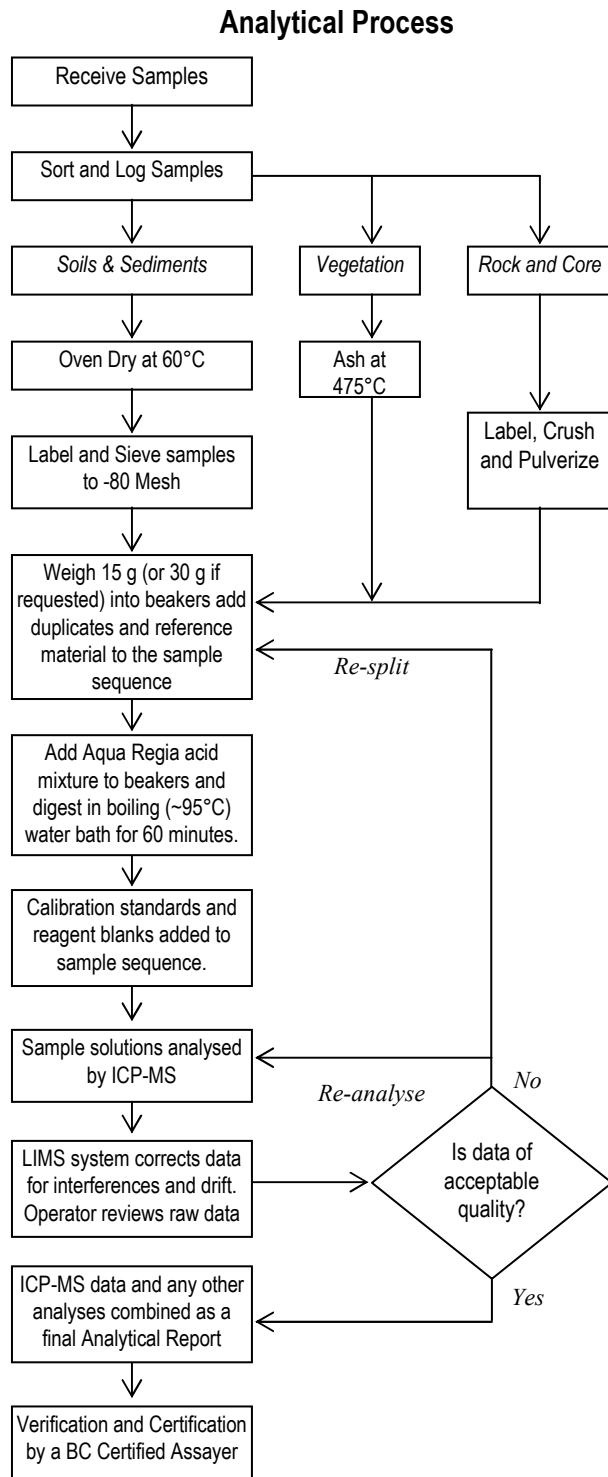 Analytical Process
Receive Samples
Sort and Log Samples
Soils & Sediments
Vegetation
Rock and Core
Oven Dry at 60°C
Ash at
475°C
Label, Crush
and Pulverize
Label and Sieve samples
to -80 Mesh
Weigh 15 g (or 30 g if
requested) into beakers add
duplicates and reference
material to the sample
sequence
Re-split
Add Aqua Regia acid
mixture to beakers and
digest in boiling (~95°C)
water bath for 60 minutes.
Calibration standards and
reagent blanks added to
sample sequence.
Sample solutions analysed
by ICP-MS
Re-analyse
No
LIMS system corrects data
for interferences and drift.
Operator reviews raw data
Is data of
acceptable
quality?
Yes
ICP-MS data and any other
analyses combined as a
final Analytical Report
Verification and Certification
by a BC Certified Assayer